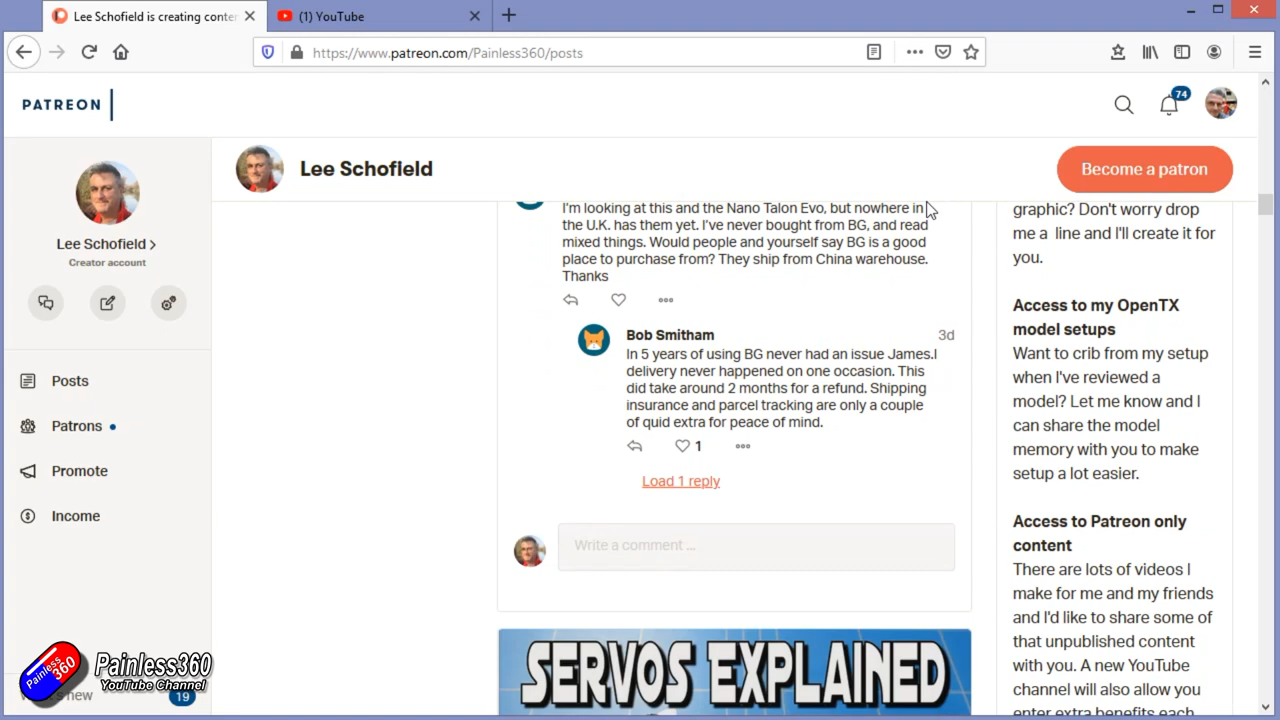 Lee Schofield is creating conte
(1) YouTube
https://www.patreon.com/Painless360/posts
PATREON
74
Lee Schofield
Become a patron
Lee Schofield
Creator account
Posts
Patrons
Promote
Income
19
I'm looking at this and the Nano Talon Evo, but nowhere in
the U.K. has them yet. I've never bought from BG, and read
mixed things. Would people and yourself say BG is a good
place to purchase from? They ship from China warehouse.
Thanks
Bob Smitham
3d
In 5 years of using BG never had an issue James.I
delivery never happened on one occasion. This
did take around 2 months for a refund. Shipping
insurance and parcel tracking are only a couple
of quid extra for peace of mind.
1
Load 1 reply
Write a comment ...
SERVOS EXPLAINED
graphic? Don't worry drop
me a line and I'll create it for
you.
Access to my OpenTX
model setups
Want to crib from my setup
when I've reviewed a
model? Let me know and I
can share the model
memory with you to make
setup a lot easier.
Access to Patreon only
content
There are lots of videos I
make for me and my friends
and I'd like to share some of
that unpublished content
with you. A new YouTube
channel will also allow you
enter extra benefits each
Painless
360
Painless360
YouTube Channel
new